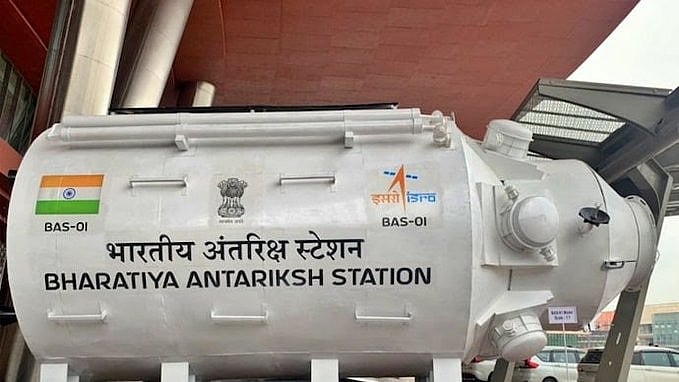 BAS-01
इसरो isro
BAS-01
भारतीय अंतरिक्ष स्टेशन
BHARATIYA ANTARIKSH STATION